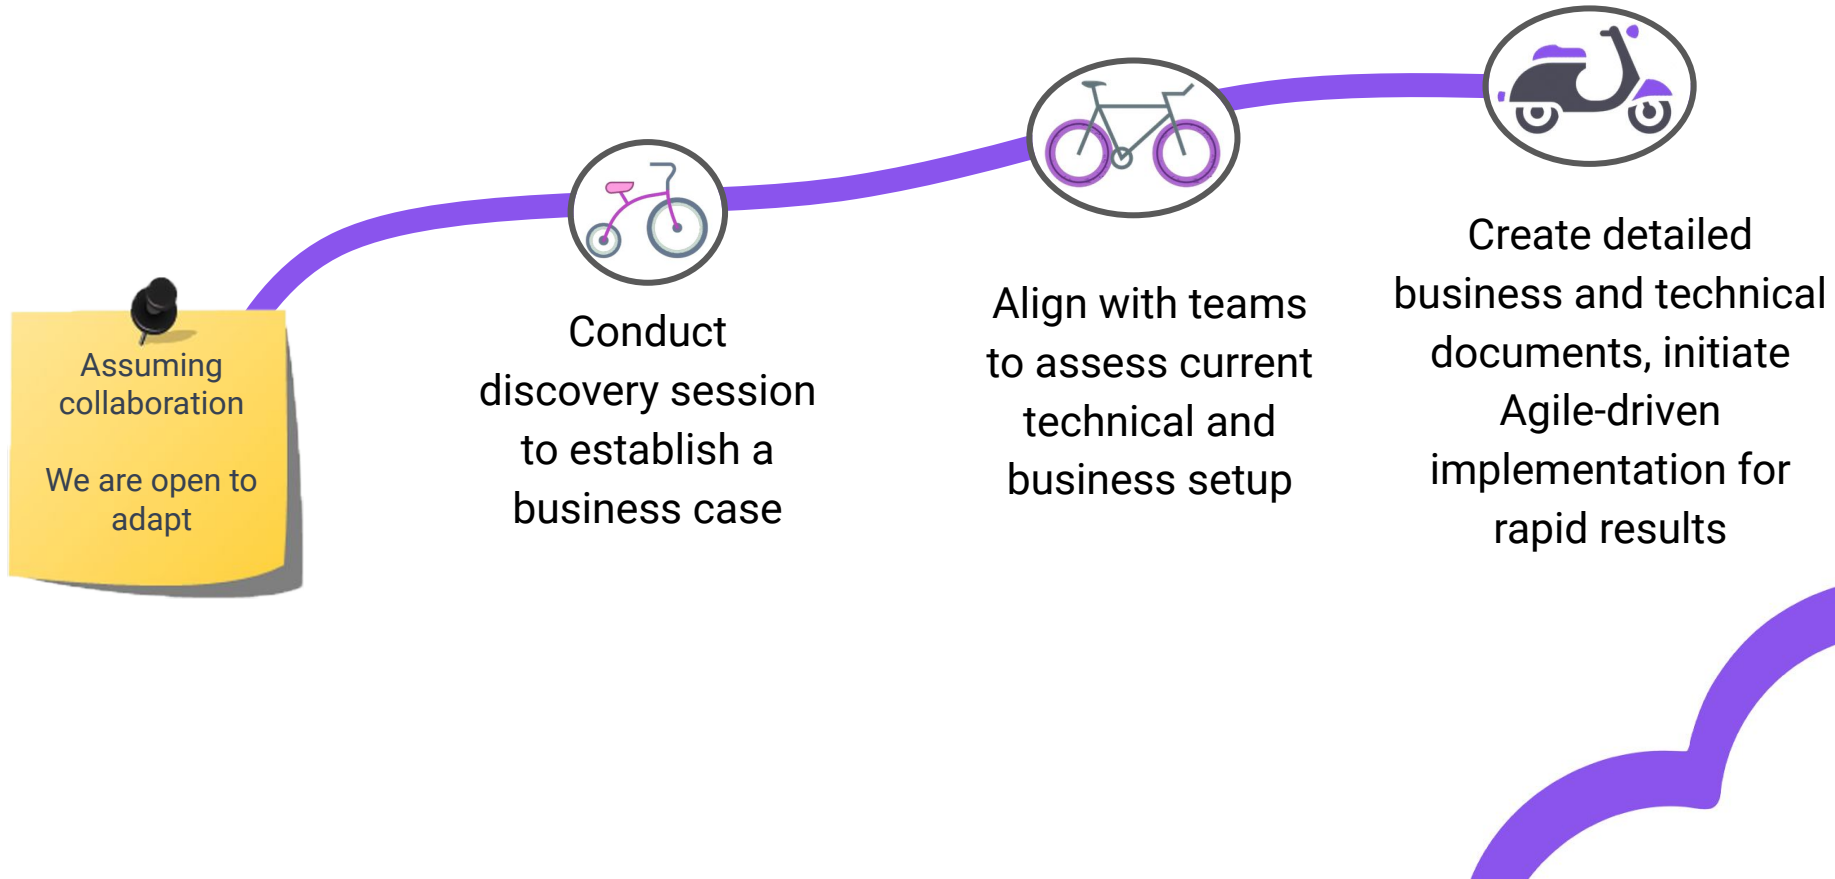 Assuming
collaboration
We are open to
adapt
Conduct
discovery session
to establish a
business case
Align with teams
to assess current
technical and
business setup
Create detailed
business and technical
documents, initiate
Agile-driven
implementation for
rapid results